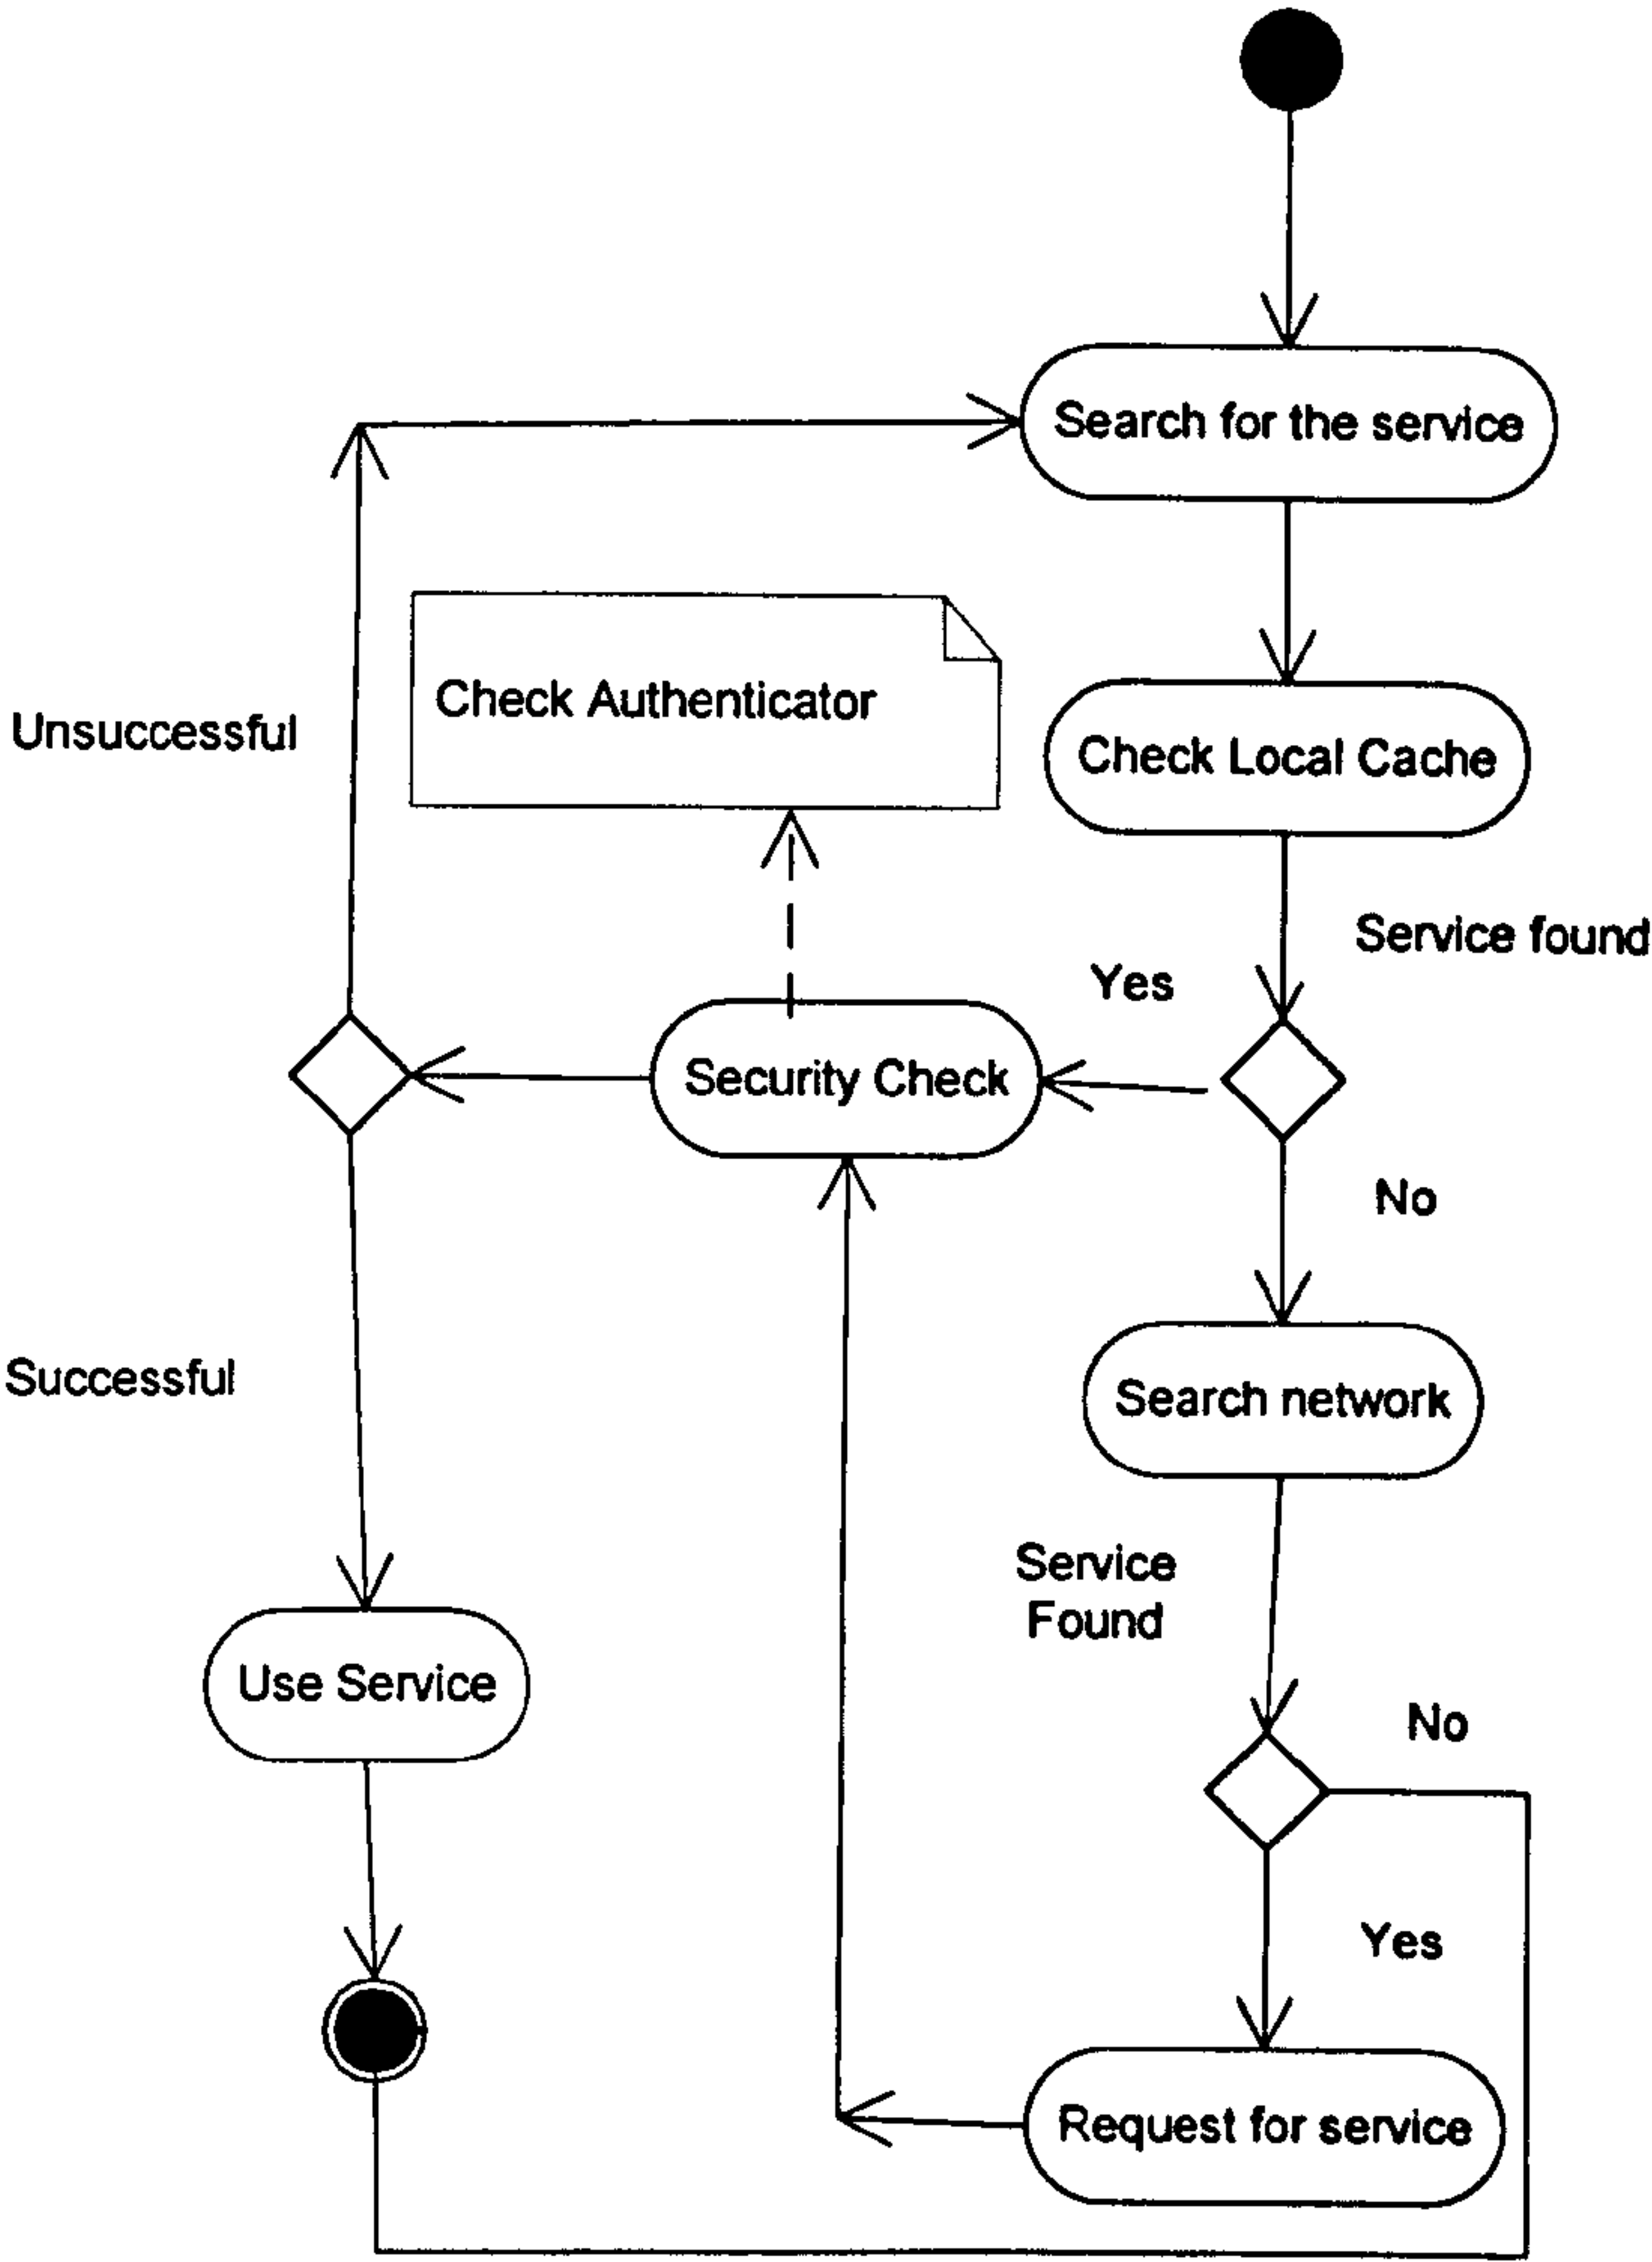 Search for the service
Unsuccessful
Check Authenticator
Check Local Cache
Service found
Yes
Security Check
No
Successful
Search network
Service
Found
Use Service
No
Yes
Request for service